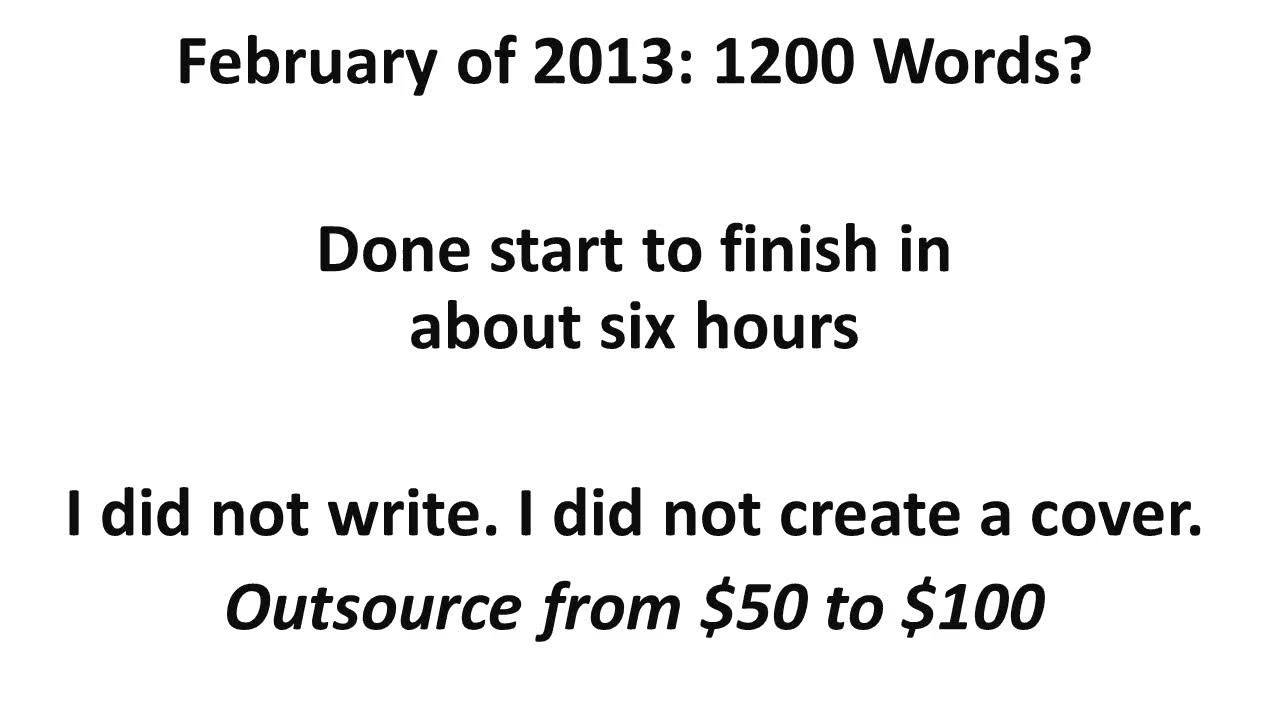 February of 2013: 1200 Words?
Done start to finish in
about six hours
I did not write. I did not create a cover.
Outsource from $50 to $100